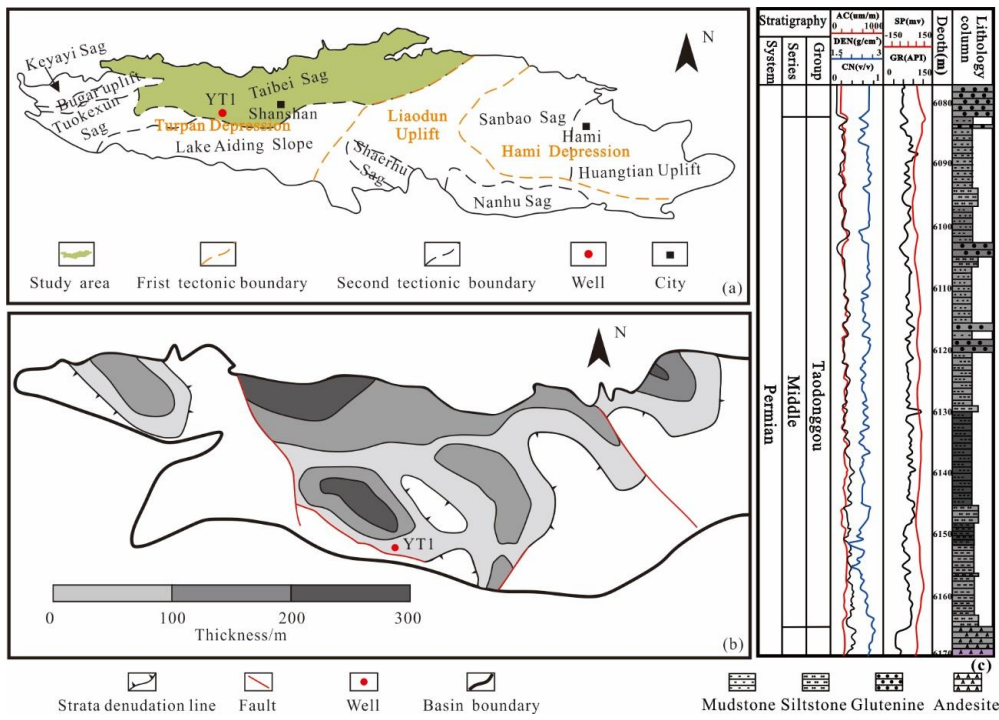 Keyayi Sag
Bugai uplift
Tuokexun
Sag
YT1
Taibei Sag
Shanshan
Turpan Depression
Lake Aiding Slope
Liaodun
Uplift
Shaerhu
Sag
Sanbao Sag
Hami
Hami Depression
Huangtian Uplift
Nanhu Sag
N
Study area
Frist tectonic boundary
Second tectonic boundary
Well
City
(a)
N
YT1
0 100 200 300
Thickness/m
(b)
Strata denudation line
Fault
Well
Basin boundary
Stratigraphy
System
Series
Group
AC(um/m)
0 1000
DEN(g/cm³)
1.5 3
CN(v/v)
0 1
SP(mv)
-150 150
GR(API)
0 150
Deoth(m)
Lithology
column
Permian
Middle
Taodonggou
6080
6090
6100
6110
6120
6130
6140
6150
6160
6170
(c)
Mudstone Siltstone Glutenine Andesite